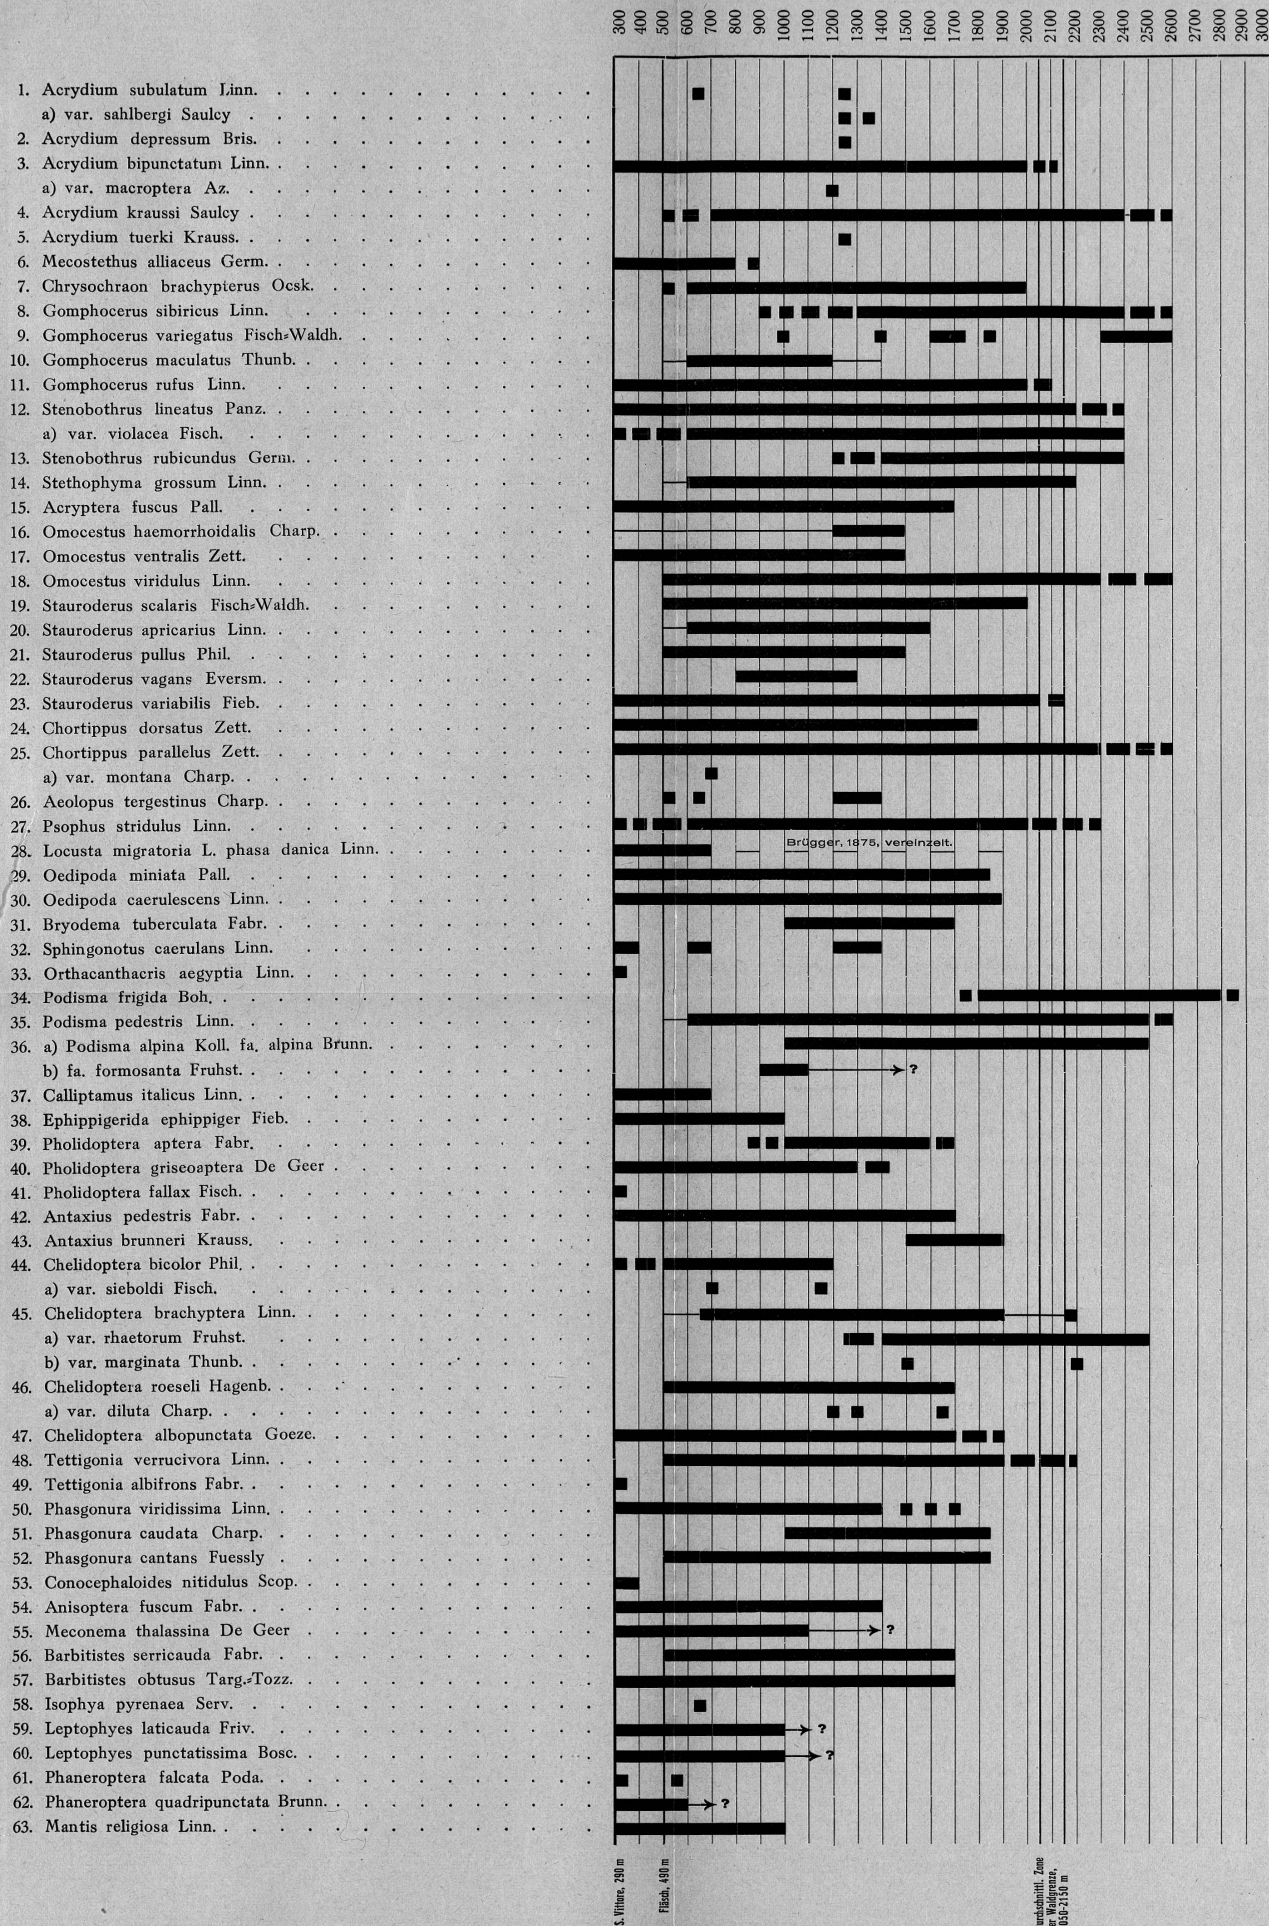 300 400 500 600 700 800 900 1000 1100 1200 1300 1400 1500 1600 1700 1800 1900 2000 2100 2200 2300 2400 2500 2600 2700 2800 2900 3000
1. Acrydium subulatum Linn.
a) var. sahlbergi Saulcy
2. Acrydium depressum Bris.
3. Acrydium bipunctatum Linn.
a) var. macroptera Az.
4. Acrydium kraussi Saulcy
5. Acrydium tuerki Krauss.
6. Mecostethus alliaceus Germ.
7. Chrysochraon brachypterus Ocsk.
8. Gomphocerus sibiricus Linn.
9. Gomphocerus variegatus Fisch-Waldh.
10. Gomphocerus maculatus Thunb.
11. Gomphocerus rufus Linn.
12. Stenobothrus lineatus Panz.
a) var. violacea Fisch.
13. Stenobothrus rubicundus Germ.
14. Stethophyma grossum Linn.
15. Acryptera fuscus Pall.
16. Omocestus haemorrhoidalis Charp.
17. Omocestus ventralis Zett.
18. Omocestus viridulus Linn.
19. Stauroderus scalaris Fisch-Waldh.
20. Stauroderus apricarius Linn.
21. Stauroderus pullus Phil.
22. Stauroderus vagans Eversm.
23. Stauroderus variabilis Fieb.
24. Chortippus dorsatus Zett.
25. Chortippus parallelus Zett.
a) var. montana Charp.
26. Aeolopus tergestinus Charp.
27. Psophus stridulus Linn.
28. Locusta migratoria L. phasa danica Linn. Brügger, 1875, vereinzelt.
29. Oedipoda miniata Pall.
30. Oedipoda caerulescens Linn.
31. Bryodema tuberculata Fabr.
32. Sphingonotus caerulans Linn.
33. Orthacanthacris aegyptia Linn.
34. Podisma frigida Boh.
35. Podisma pedestris Linn.
36. a) Podisma alpina Koll. fa. alpina Brunn.
b) fa. formosanta Fruhst. ?
37. Calliptamus italicus Linn.
38. Ephippigerida ephippiger Fieb.
39. Pholidoptera aptera Fabr.
40. Pholidoptera griseoaptera De Geer
41. Pholidoptera fallax Fisch.
42. Antaxius pedestris Fabr.
43. Antaxius brunneri Krauss.
44. Chelidoptera bicolor Phil.
a) var. sieboldi Fisch.
45. Chelidoptera brachyptera Linn.
a) var. rhaetorum Fruhst.
b) var. marginata Thunb.
46. Chelidoptera roeseli Hagenb.
a) var. diluta Charp.
47. Chelidoptera albopunctata Goeze.
48. Tettigonia verrucivora Linn.
49. Tettigonia albifrons Fabr.
50. Phasgonura viridissima Linn.
51. Phasgonura caudata Charp.
52. Phasgonura cantans Fuessly
53. Conocephaloides nitidulus Scop.
54. Anisoptera fuscum Fabr.
55. Meconema thalassina De Geer ?
56. Barbitistes serricauda Fabr.
57. Barbitistes obtusus Targ.-Tozz.
58. Isophya pyrenaea Serv.
59. Leptophyes laticauda Friv. ?
60. Leptophyes punctatissima Bosc. ?
61. Phaneroptera falcata Poda.
62. Phaneroptera quadripunctata Brunn. ?
63. Mantis religiosa Linn.
S. Vittore, 290 m
Fläsch, 490 m
urchschnittl. Zone
er Waldgrenze,
050-2150 m